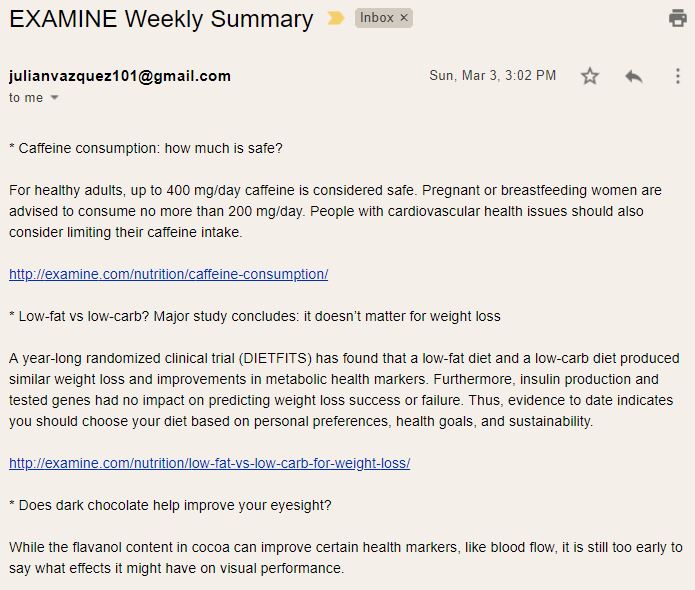 EXAMINE Weekly Summary Inbox ×
julianvazquez101@gmail.com Sun, Mar 3, 3:02 PM
to me
* Caffeine consumption: how much is safe?
For healthy adults, up to 400 mg/day caffeine is considered safe. Pregnant or breastfeeding women are
advised to consume no more than 200 mg/day. People with cardiovascular health issues should also
consider limiting their caffeine intake.
http://examine.com/nutrition/caffeine-consumption/
* Low-fat vs low-carb? Major study concludes: it doesn’t matter for weight loss
A year-long randomized clinical trial (DIETFITS) has found that a low-fat diet and a low-carb diet produced
similar weight loss and improvements in metabolic health markers. Furthermore, insulin production and
tested genes had no impact on predicting weight loss success or failure. Thus, evidence to date indicates
you should choose your diet based on personal preferences, health goals, and sustainability.
http://examine.com/nutrition/low-fat-vs-low-carb-for-weight-loss/
* Does dark chocolate help improve your eyesight?
While the flavanol content in cocoa can improve certain health markers, like blood flow, it is still too early to
say what effects it might have on visual performance.